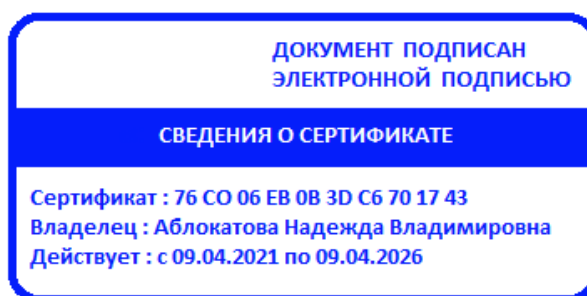 ДОКУМЕНТ ПОДПИСАН
ЭЛЕКТРОННОЙ ПОДПИСЬЮ
СВЕДЕНИЯ О СЕРТИФИКАТЕ
Сертификат : 76 CO 06 EB 0B 3D C6 70 17 43
Владелец : Аблокатова Надежда Владимировна
Действует : с 09.04.2021 по 09.04.2026